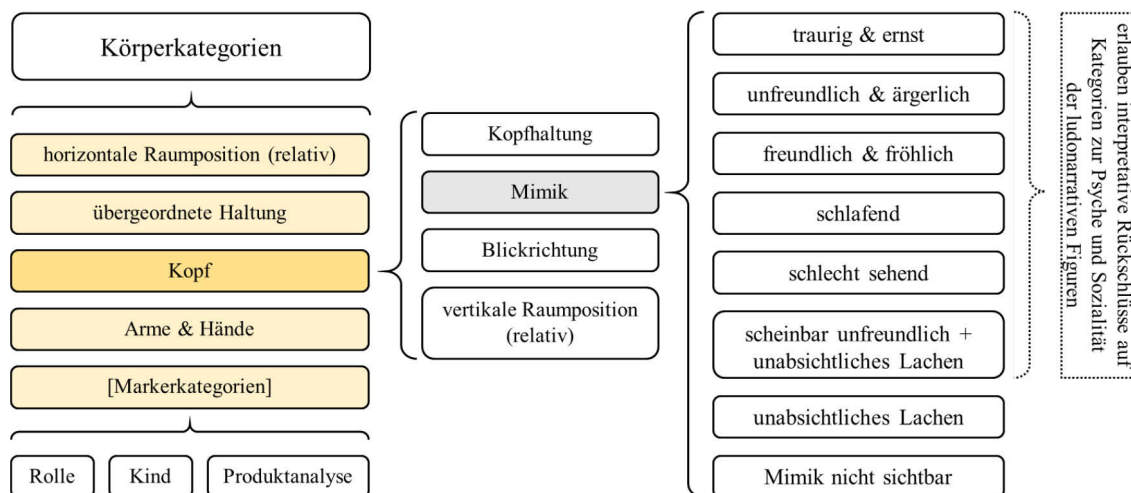 Körperkategorien
horizontale Raumposition (relativ)
übergeordnete Haltung
Kopf
Arme & Hände
[Markerkategorien]
Rolle
Kind
Produktanalyse
Kopfhaltung
Mimik
Blickrichtung
vertikale Raumposition
(relativ)
traurig & ernst
unfreundlich & ärgerlich
freundlich & fröhlich
schlafend
schlecht sehend
scheinbar unfreundlich +
unabsichtliches Lachen
unabsichtliches Lachen
Mimik nicht sichtbar
erlauben interpretative Rückschlüsse auf
Kategorien zur Psyche und Sozialität
der ludonarrativen Figuren